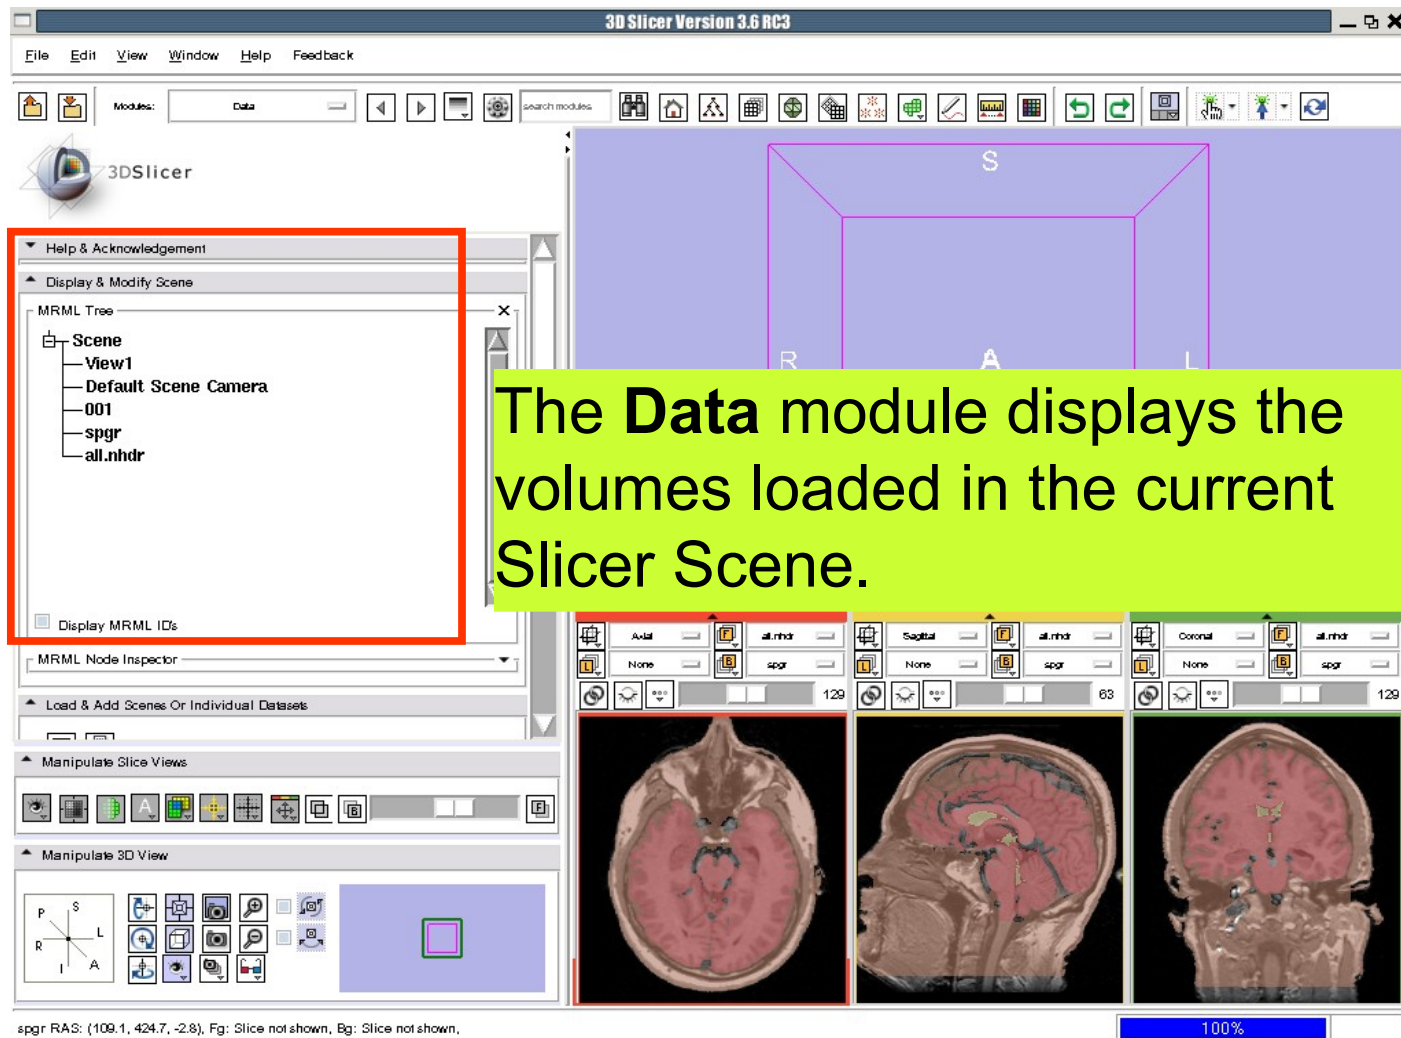 3D Slicer Version 3.6 RC3
File Edit View Window Help Feedback
Modules: Data search modules
3DSlicer
Help & Acknowledgement
Display & Modify Scene
MRML Tree
Scene
View1
Default Scene Camera
001
spgr
all.nhdr
Display MRML IDs
MRML Node Inspector
Load & Add Scenes Or Individual Datasets
Manipulate Slice Views
A
B
F
Manipulate 3D View
P S
R L
I A
S
R A L
The Data module displays the
volumes loaded in the current
Slicer Scene.
Axial F all.nhdr
L None B spgr
129
Sagittal F all.nhdr
L None B spgr
63
Coronal F all.nhdr
L None B spgr
129
spgr RAS: (109.1, 424.7, -2.8), Fg: Slice not shown, Bg: Slice not shown,
100%